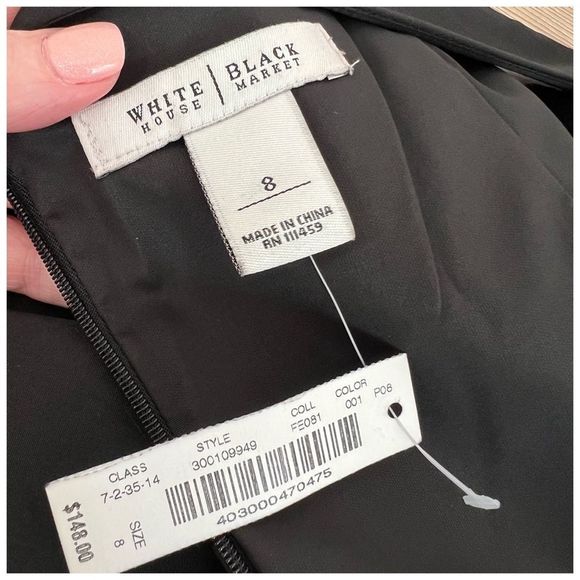 WHITE HOUSE | BLACK MARKET
8
MADE IN CHINA
RN 111459
CLASS STYLE COLL COLOR
7-2-35-14 300109949 FE081 001 P08
403000470475
SIZE
8
$148.00